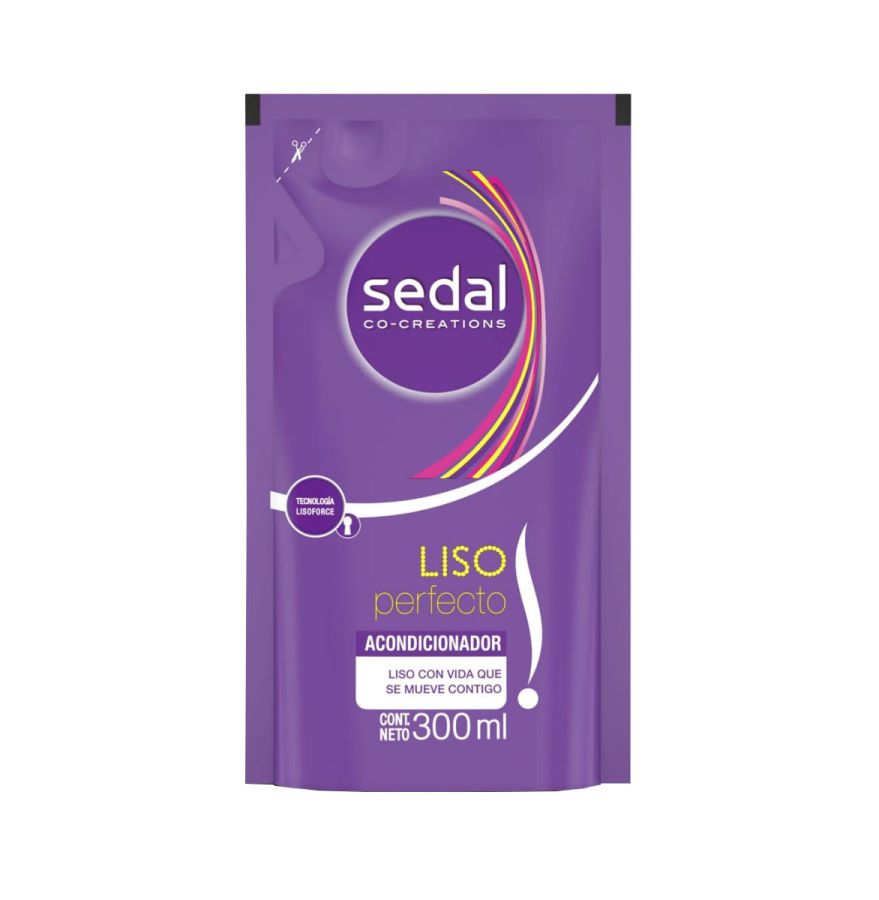 sedal
CO-CREATIONS
TECNOLOGÍA
LISOFORCE
LISO
perfecto
ACONDICIONADOR
LISO CON VIDA QUE
SE MUEVE CONTIGO
CONT.
NETO 300 ml